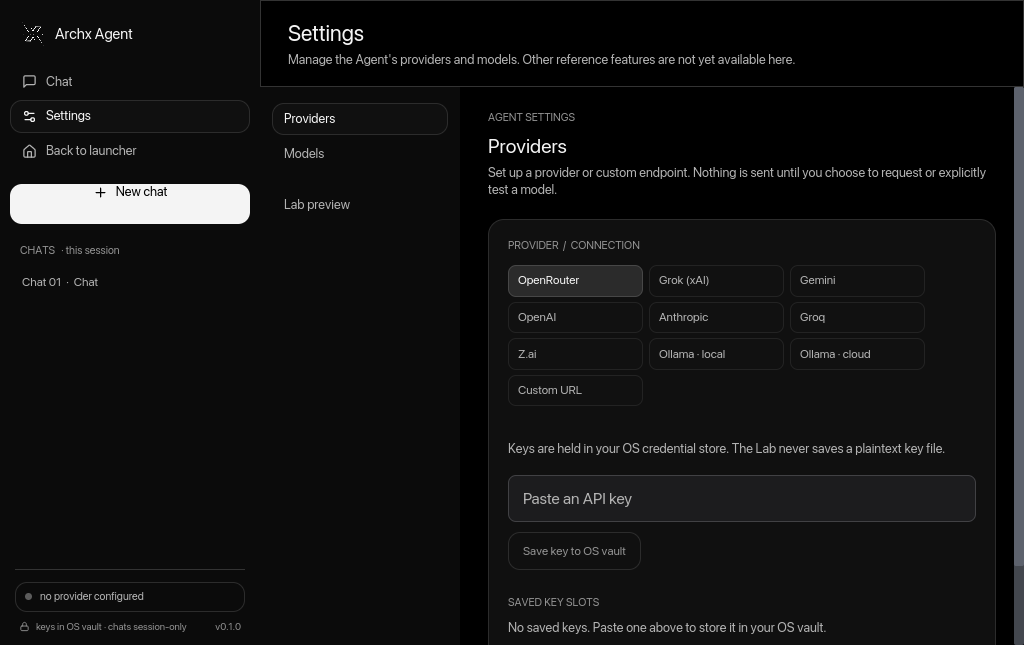 Archx Agent
Chat
Settings
Back to launcher
+ New chat
CHATS · this session
Chat 01 · Chat
no provider configured
keys in OS vault · chats session-only v0.1.0
Settings
Manage the Agent's providers and models. Other reference features are not yet available here.
Providers
Models
Lab preview
AGENT SETTINGS
Providers
Set up a provider or custom endpoint. Nothing is sent until you choose to request or explicitly
test a model.
PROVIDER / CONNECTION
OpenRouter Grok (xAI) Gemini
OpenAI Anthropic Groq
Z.ai Ollama · local Ollama · cloud
Custom URL
Keys are held in your OS credential store. The Lab never saves a plaintext key file.
Paste an API key
Save key to OS vault
SAVED KEY SLOTS
No saved keys. Paste one above to store it in your OS vault.